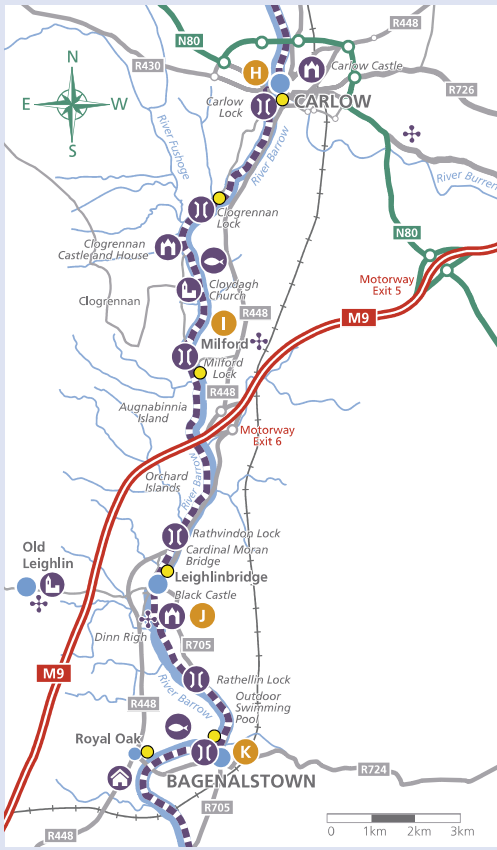 R448
N80
R430
H
Carlow Castle
R726
Carlow
Lock
CARLOW
N
E
W
S
River Fushoge
River Barrow
River Burren
Clogrennan
Lock
N80
Clogrennan
Castle and House
Motorway
Exit 5
Cloydagh
Church
Clogrennan
R448
M9
I
Milford
Milford
Lock
R448
Augnabinnia
Island
Motorway
Exit 6
River Barrow
Orchard
Islands
Rathvindon Lock
Old
Leighlin
Cardinal Moran
Bridge
Leighlinbridge
Black Castle
J
Dinn Righ
R705
M9
Rathellin Lock
River Barrow
R448
Outdoor
Swimming
Pool
Royal Oak
K
R724
BAGENALSTOWN
R705
R448
0 1km 2km 3km